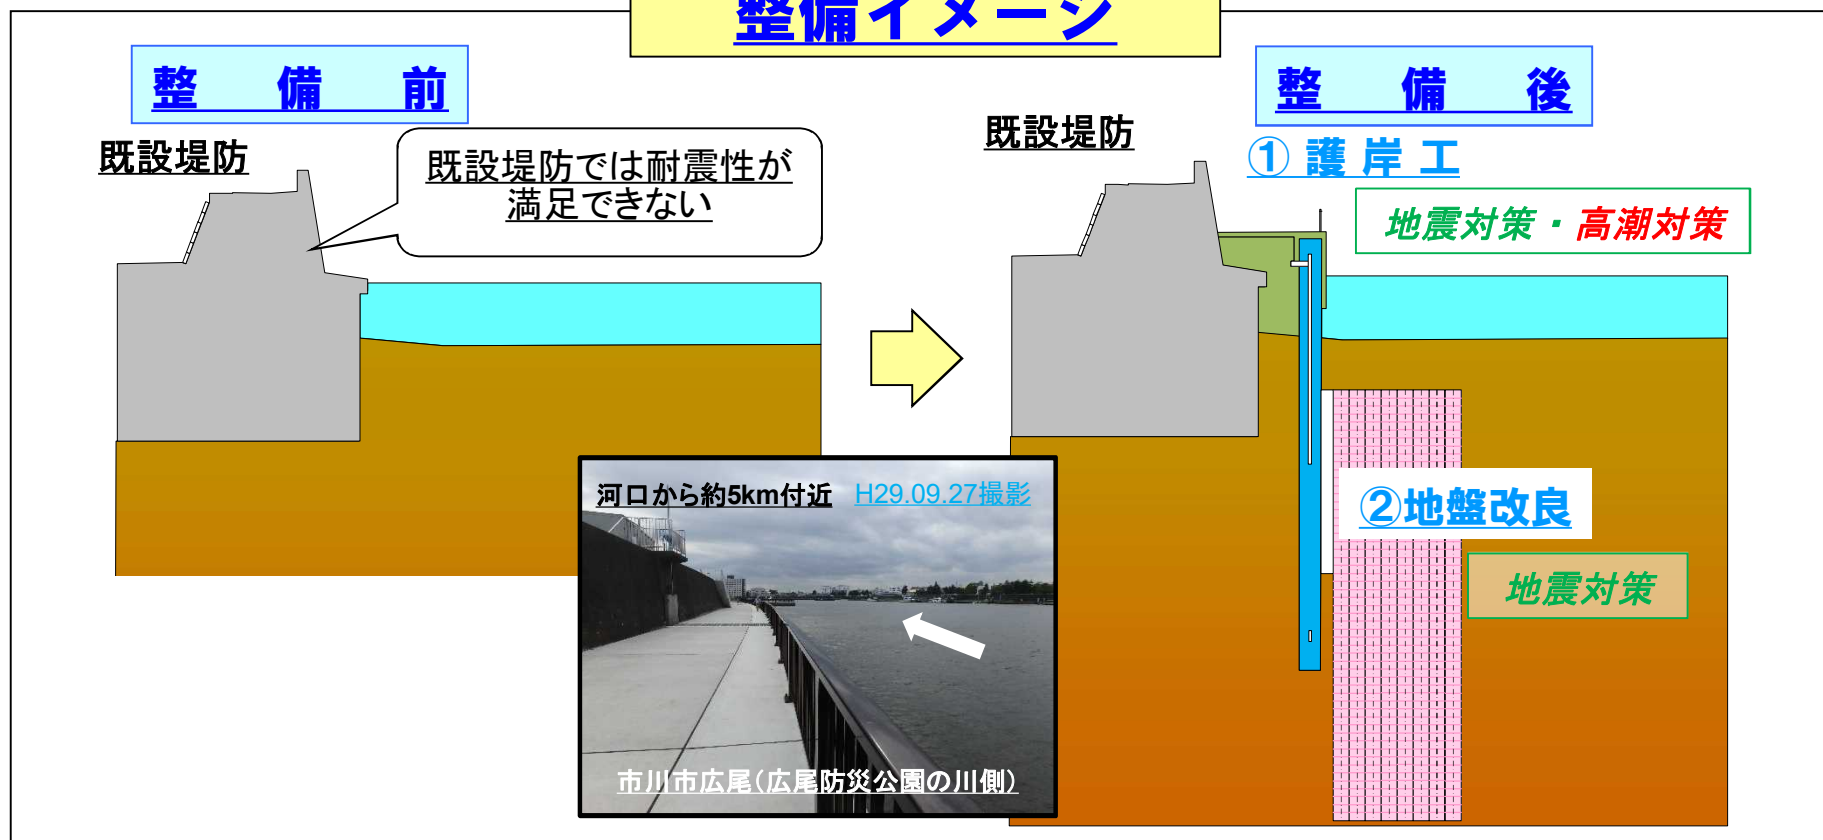 整備イメージ
整備前
既設堤防
既設堤防では耐震性が
満足できない
整備後
既設堤防
①護岸工
地震対策・高潮対策
②地盤改良
地震対策
河口から約5km付近 H29.09.27撮影
市川市広尾(広尾防災公園の川側)